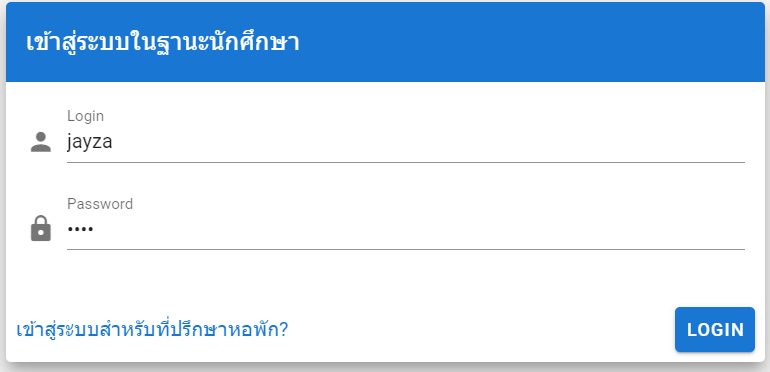 เข้าสู่ระบบในฐานะนักศึกษา
Login
jayza
Password
••••
เข้าสู่ระบบสำหรับที่ปรึกษาหอพัก?
LOGIN